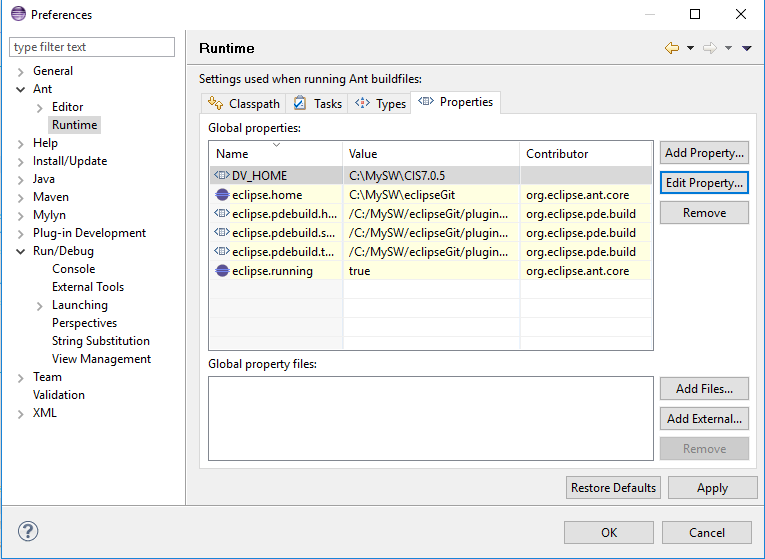 Preferences
type filter text
General
Ant
Editor
Runtime
Help
Install/Update
Java
Maven
Mylyn
Plug-in Development
Run/Debug
Console
External Tools
Launching
Perspectives
String Substitution
View Management
Team
Validation
XML
Runtime
Settings used when running Ant buildfiles:
Classpath Tasks Types Properties
Global properties:
Name Value Contributor
DV_HOME C:\MySW\CIS7.0.5
eclipse.home C:\MySW\eclipseGit org.eclipse.ant.core
eclipse.pdebuild.h... /C:/MySW/eclipseGit/plugin... org.eclipse.pde.build
eclipse.pdebuild.s... /C:/MySW/eclipseGit/plugin... org.eclipse.pde.build
eclipse.pdebuild.t... /C:/MySW/eclipseGit/plugin... org.eclipse.pde.build
eclipse.running true org.eclipse.ant.core
Add Property...
Edit Property...
Remove
Global property files:
Add Files...
Add External...
Remove
Restore Defaults Apply
? OK Cancel